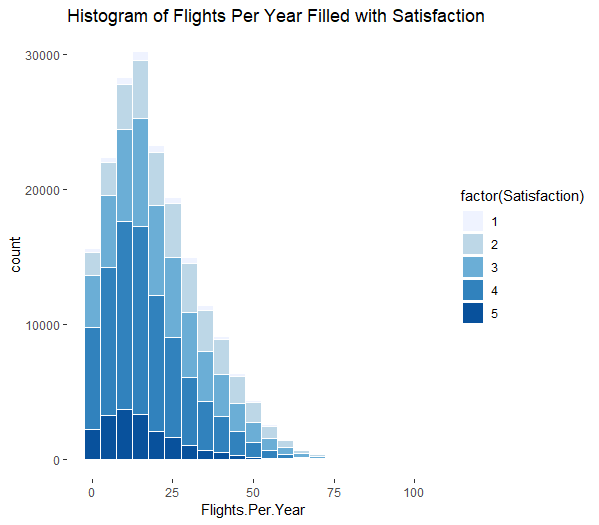 Histogram of Flights Per Year Filled with Satisfaction
30000
20000
10000
0
count
0 25 50 75 100
Flights.Per.Year
factor(Satisfaction)
1
2
3
4
5